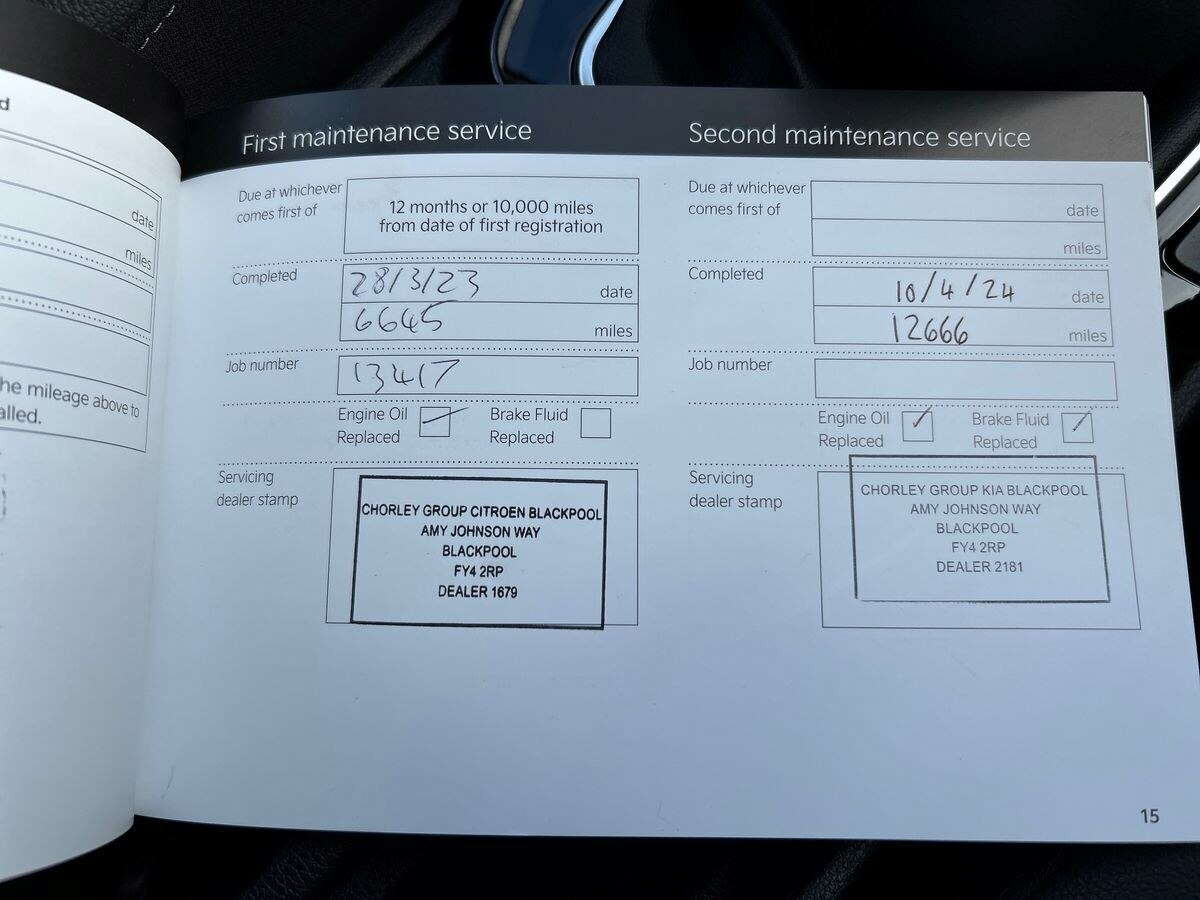 d
date
miles
he mileage above to
alled.
First maintenance service
Due at whichever
comes first of
12 months or 10,000 miles
from date of first registration
Completed
28/3/23 date
6645 miles
Job number
13417
Engine Oil
Replaced
Brake Fluid
Replaced
Servicing
dealer stamp
CHORLEY GROUP CITROEN BLACKPOOL
AMY JOHNSON WAY
BLACKPOOL
FY4 2RP
DEALER 1679
Second maintenance service
Due at whichever
comes first of
date
miles
Completed
10/4/24 date
12666 miles
Job number
Engine Oil
Replaced
Brake Fluid
Replaced
Servicing
dealer stamp
CHORLEY GROUP KIA BLACKPOOL
AMY JOHNSON WAY
BLACKPOOL
FY4 2RP
DEALER 2181
15